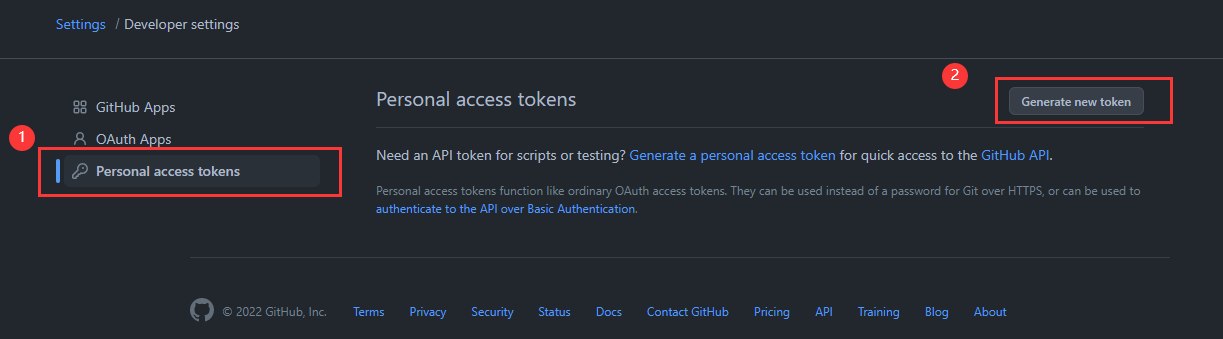 Settings / Developer settings
2
GitHub Apps
Personal access tokens
Generate new token
1
OAuth Apps
Personal access tokens
Need an API token for scripts or testing? Generate a personal access token for quick access to the GitHub API.
Personal access tokens function like ordinary OAuth access tokens. They can be used instead of a password for Git over HTTPS, or can be used to
authenticate to the API over Basic Authentication.
© 2022 GitHub, Inc. Terms Privacy Security Status Docs Contact GitHub Pricing API Training Blog About